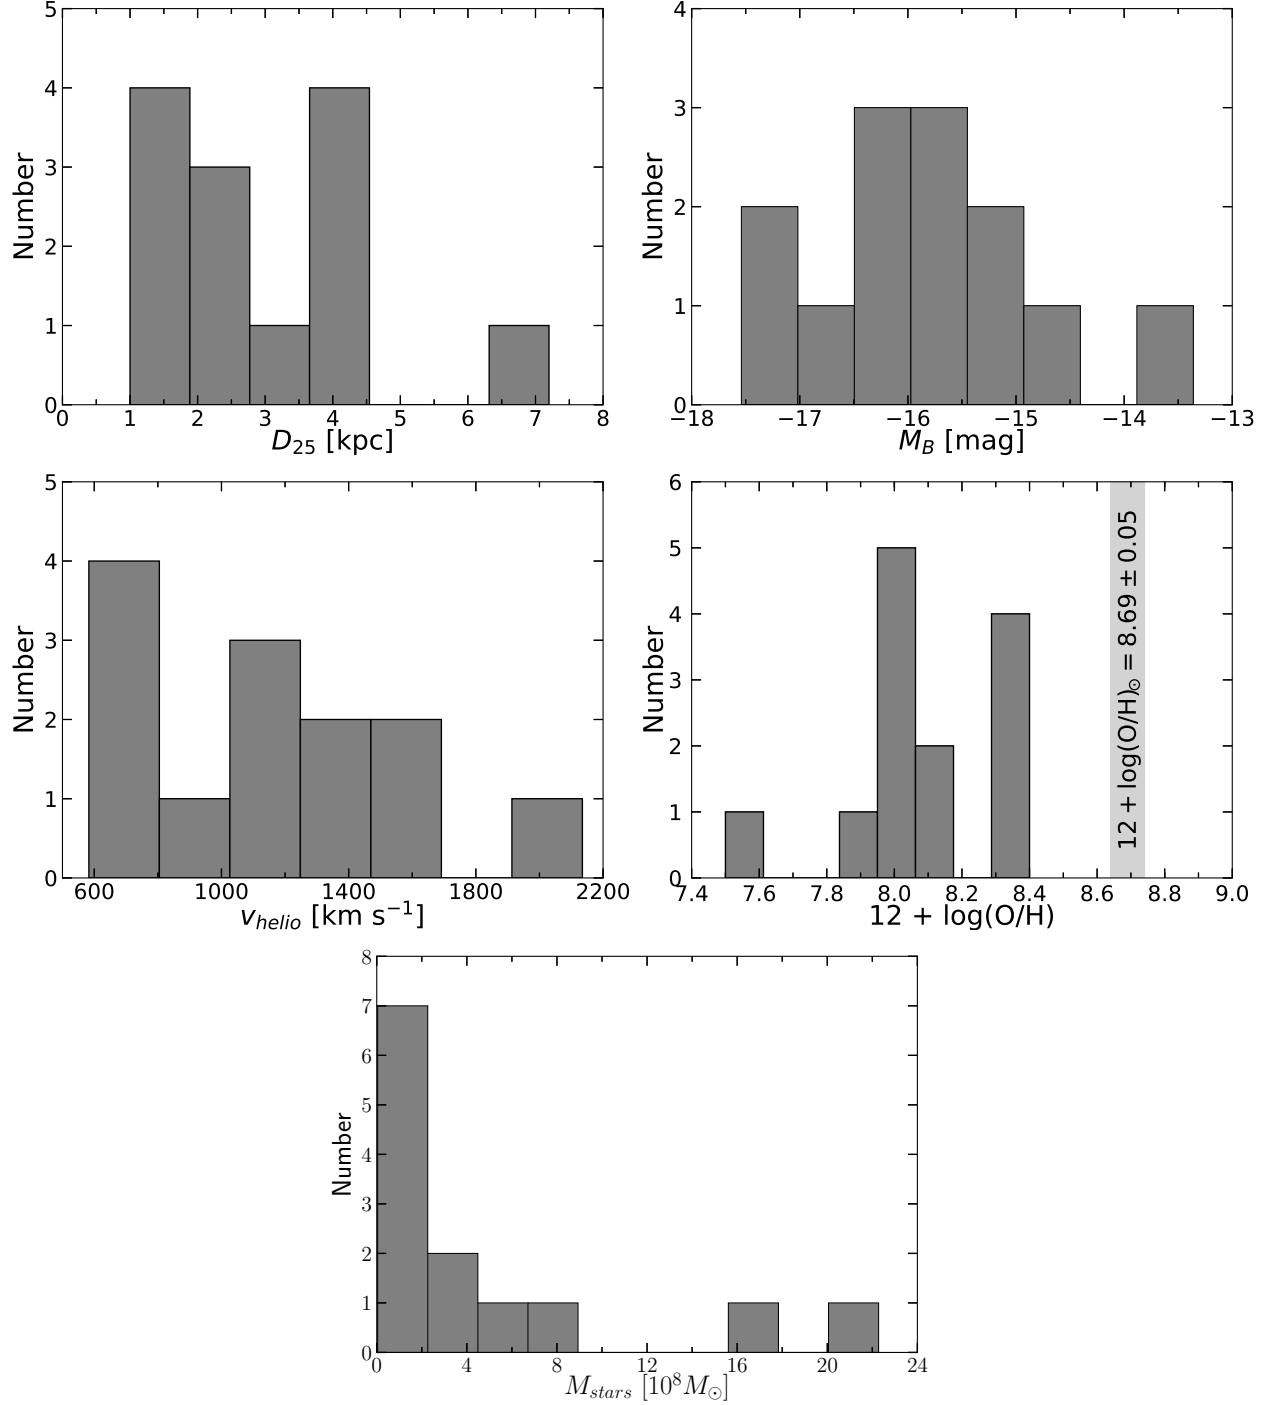 5
4
3
2
1
0
Number
0 1 2 3 4 5 6 7 8
D25 [kpc]
4
3
2
1
0
Number
−18 −17 −16 −15 −14 −13
MB [mag]
5
4
3
2
1
0
Number
600 1000 1400 1800 2200
vhelio [km s−1]
6
5
4
3
2
1
0
Number
12 + log(O/H)⊙ = 8.69 ± 0.05
7.4 7.6 7.8 8.0 8.2 8.4 8.6 8.8 9.0
12 + log(O/H)
8
7
6
5
4
3
2
1
0
Number
0 4 8 12 16 20 24
Mstars [10⁸M⊙]